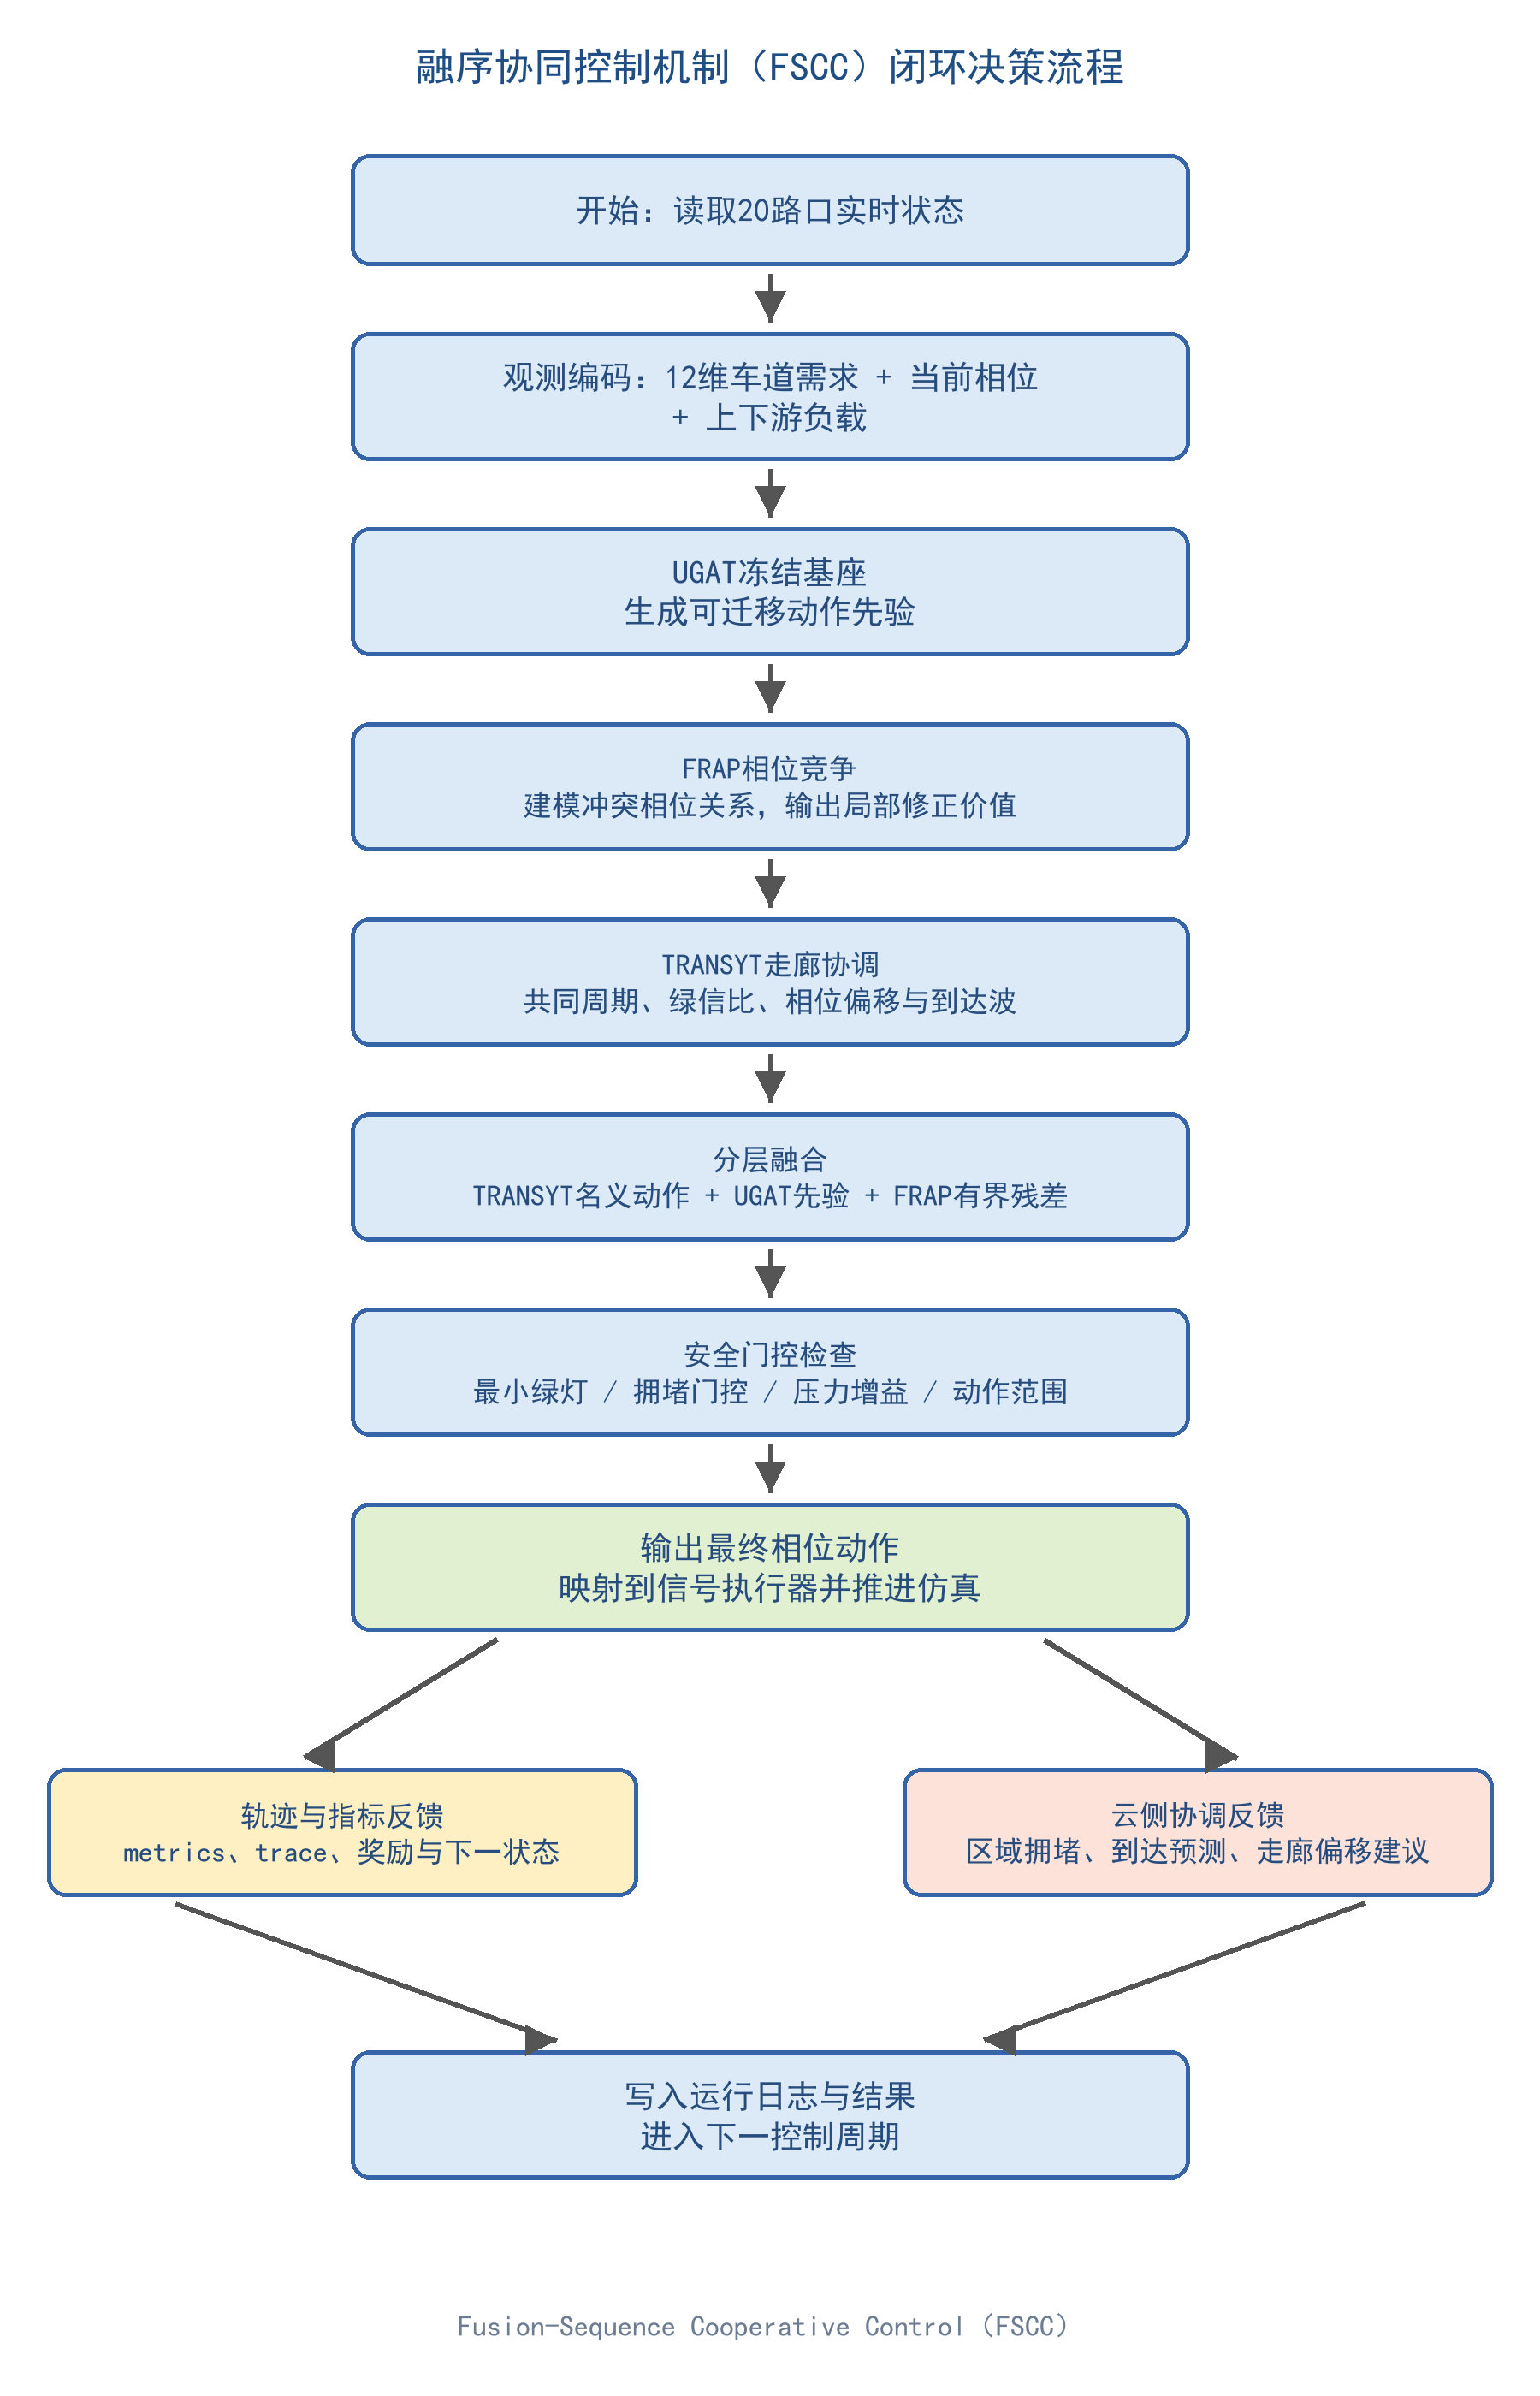 融序协同控制机制（FSCC）闭环决策流程
开始：读取20路口实时状态
观测编码：12维车道需求 + 当前相位
+ 上下游负载
UGAT冻结基座
生成可迁移动作先验
FRAP相位竞争
建模冲突相位关系，输出局部修正价值
TRANSYT走廊协调
共同周期、绿信比、相位偏移与到达波
分层融合
TRANSYT名义动作 + UGAT先验 + FRAP有界残差
安全门控检查
最小绿灯 / 拥堵门控 / 压力增益 / 动作范围
输出最终相位动作
映射到信号执行器并推进仿真
轨迹与指标反馈
metrics、trace、奖励与下一状态
云侧协调反馈
区域拥堵、到达预测、走廊偏移建议
写入运行日志与结果
进入下一控制周期
Fusion-Sequence Cooperative Control (FSCC)